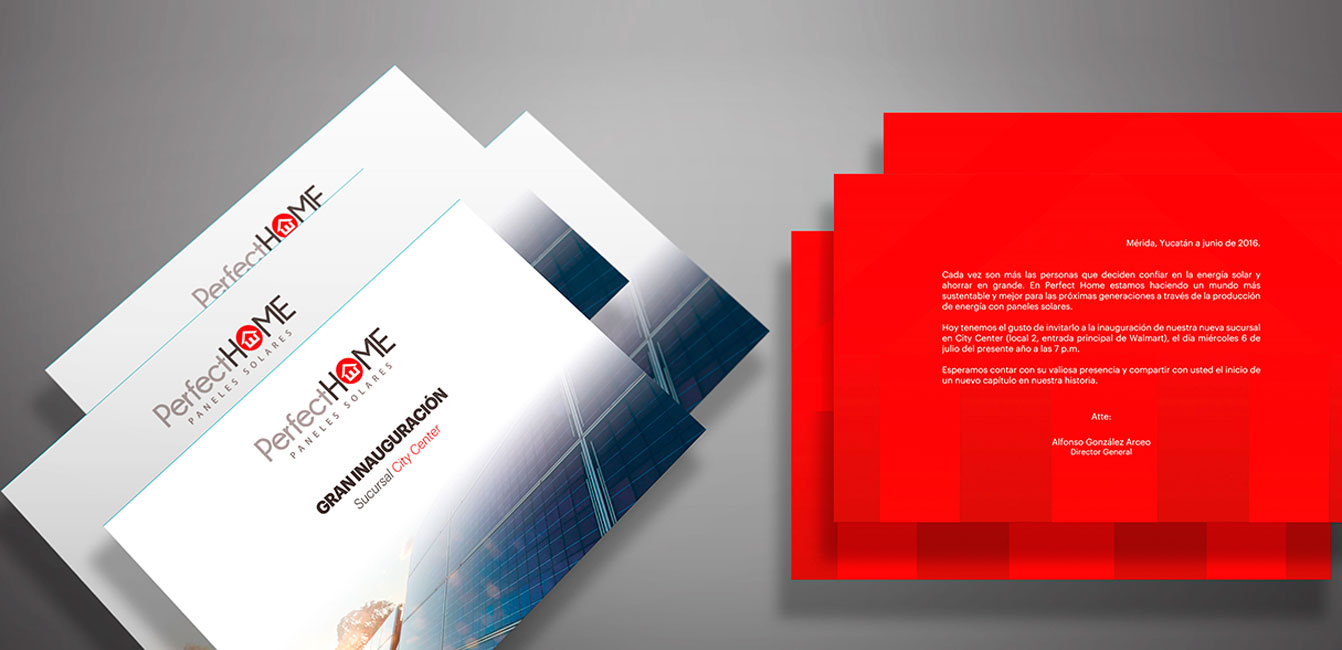 PerfectHOME
PerfectHOME
PANELES SOLARES
PerfectHOME
PANELES SOLARES
GRAN INAUGURACIÓN
Sucursal City Center
Mérida, Yucatán a junio de 2016.
Cada vez son más las personas que deciden confiar en la energía solar y
ahorrar en grande. En Perfect Home estamos haciendo un mundo más
sustentable y mejor para las próximas generaciones a través de la producción
de energía con paneles solares.
Hoy tenemos el gusto de invitarlo a la inauguración de nuestra nueva sucursal
en City Center (local 2, entrada principal de Walmart), el día miércoles 6 de
julio del presente año a las 7 p.m.
Esperamos contar con su valiosa presencia y compartir con usted el inicio de
un nuevo capítulo en nuestra historia.
Atte:
Alfonso González Arceo
Director General